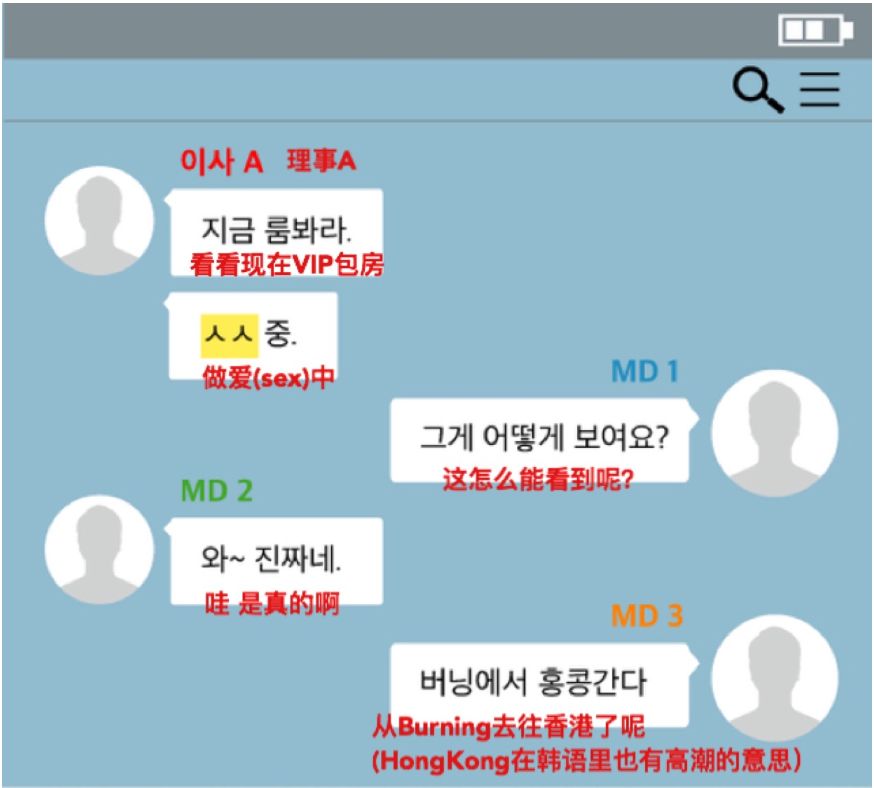 이사 A 理事A
지금 룸봐라.
看看现在VIP包房
ㅅㅅ 중.
做爱(sex)中
MD 1
그게 어떻게 보여요?
这怎么能看到呢?
MD 2
와~ 진짜네.
哇 是真的啊
MD 3
버닝에서 홍콩간다
从Burning去往香港了呢
(HongKong在韩语里也有高潮的意思)